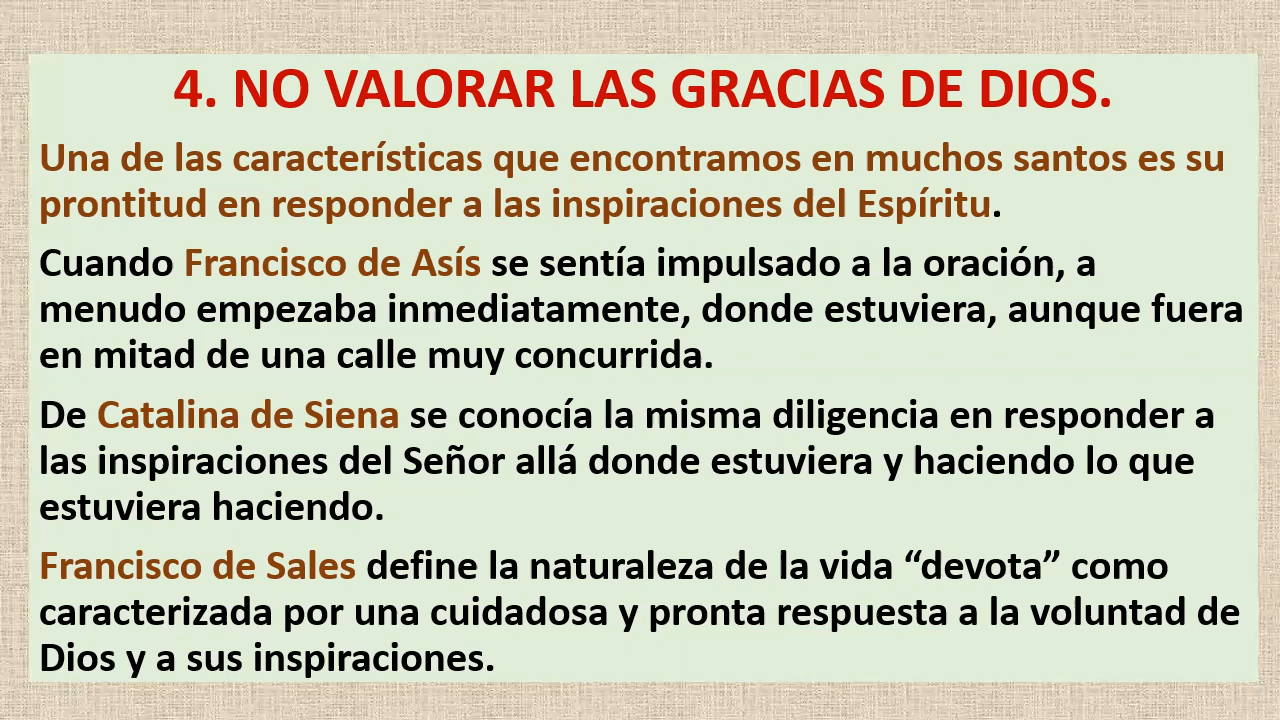 4. NO VALORAR LAS GRACIAS DE DIOS.
Una de las características que encontramos en muchos santos es su
prontitud en responder a las inspiraciones del Espíritu.
Cuando Francisco de Asís se sentía impulsado a la oración, a
menudo empezaba inmediatamente, donde estuviera, aunque fuera
en mitad de una calle muy concurrida.
De Catalina de Siena se conocía la misma diligencia en responder a
las inspiraciones del Señor allá donde estuviera y haciendo lo que
estuviera haciendo.
Francisco de Sales define la naturaleza de la vida “devota” como
caracterizada por una cuidadosa y pronta respuesta a la voluntad de
Dios y a sus inspiraciones.